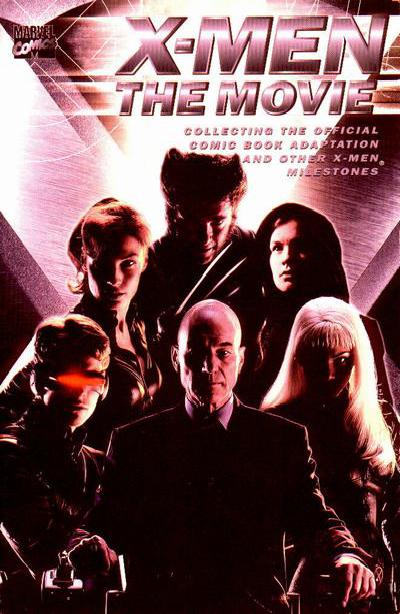 MARVEL
COMICS
X-MEN
THE MOVIE
COLLECTING THE OFFICIAL
COMIC BOOK ADAPTATION
AND OTHER X-MEN®
MILESTONES